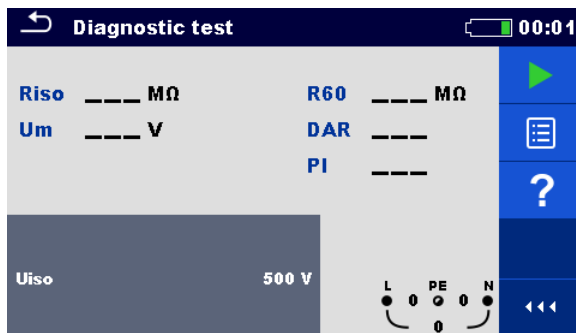 Diagnostic test 00:01
Riso ___ MΩ R60 ___ MΩ
Um ___ V DAR ___
PI ___
?
Uiso 500 V
L PE N
0 0
0